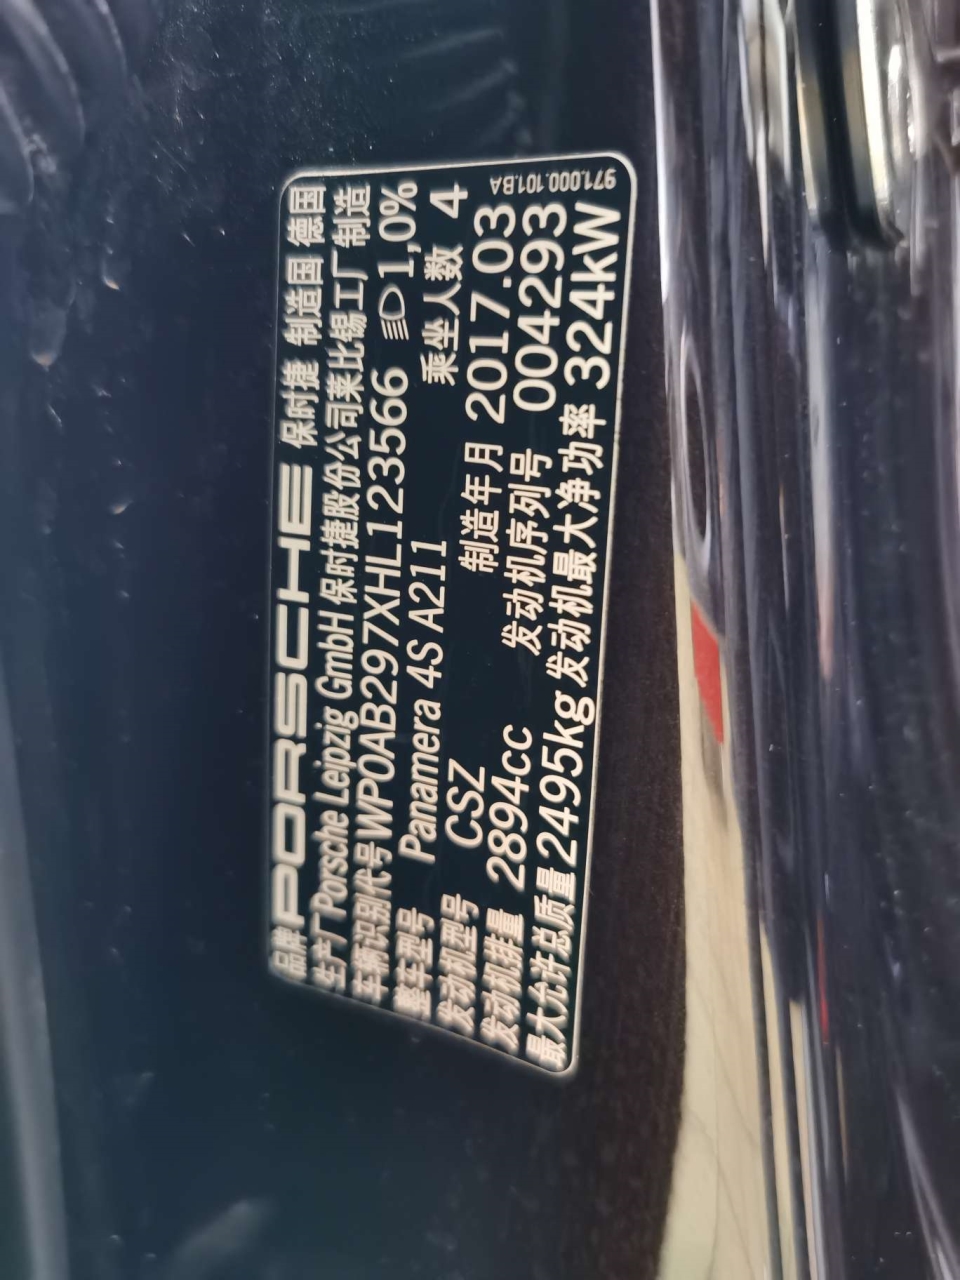 品牌 PORSCHE 保时捷 制造国 德国
生产厂 Porsche Leipzig GmbH 保时捷股份公司莱比锡工厂制造
车辆识别代号 WP0AB297XHL123566 1,0%
整车型号 Panamera 4S A211 乘坐人数 4
发动机型号 CSZ 制造年月 2017.03
发动机排量 2894cc 发动机序列号 004293
最大允许总质量 2495kg 发动机最大净功率 324kW
971.000.101.BA